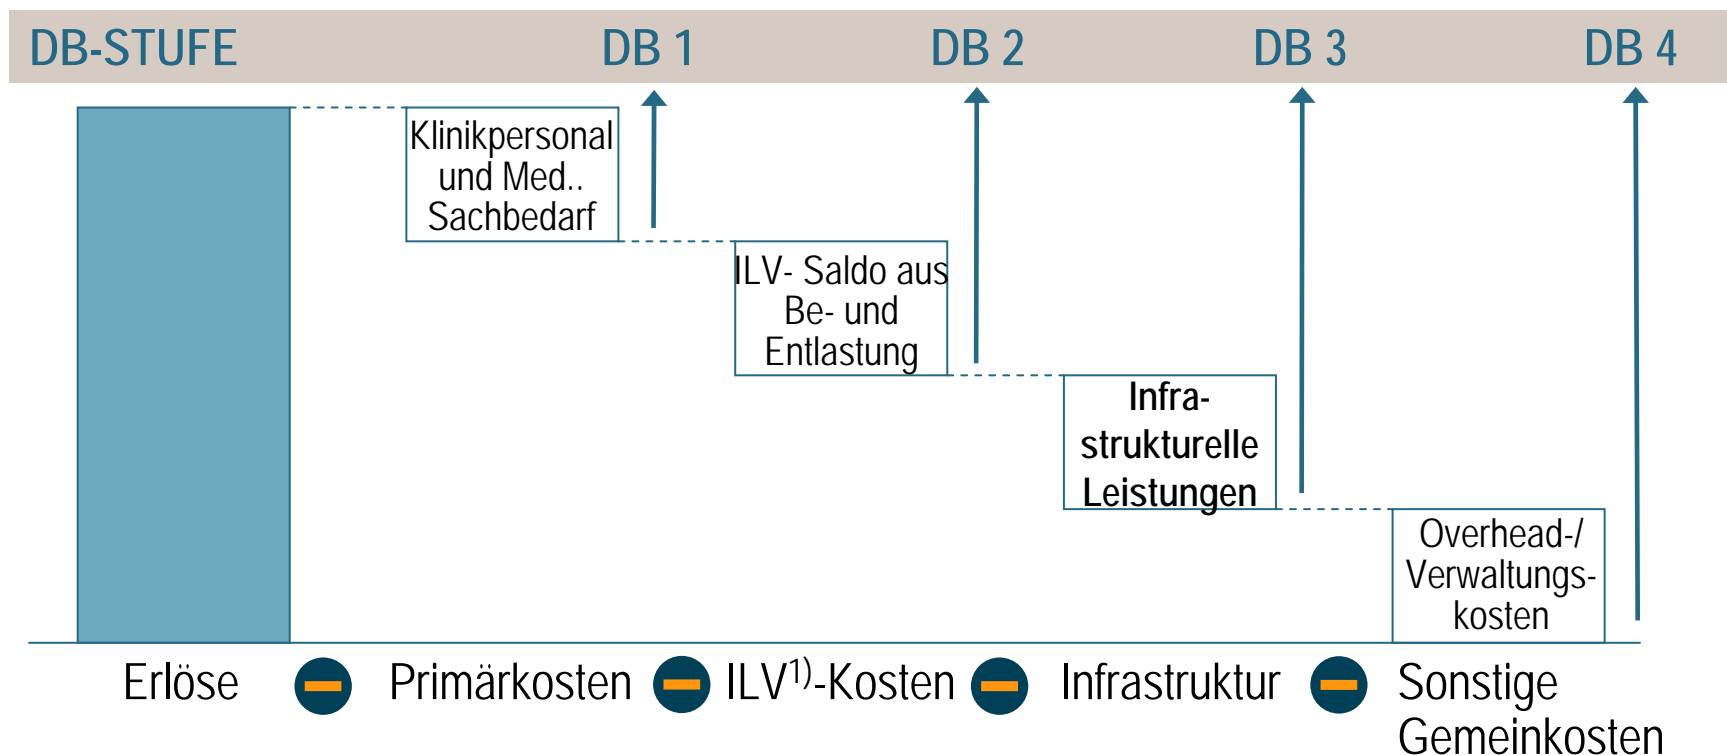 DB-STUFE DB 1 DB 2 DB 3 DB 4
Klinikpersonal
und Med..
Sachbedarf
ILV- Saldo aus
Be- und
Entlastung
Infra-
strukturelle
Leistungen
Overhead-/
Verwaltungs-
kosten
Erlöse Primärkosten ILV1)-Kosten Infrastruktur Sonstige
Gemeinkosten